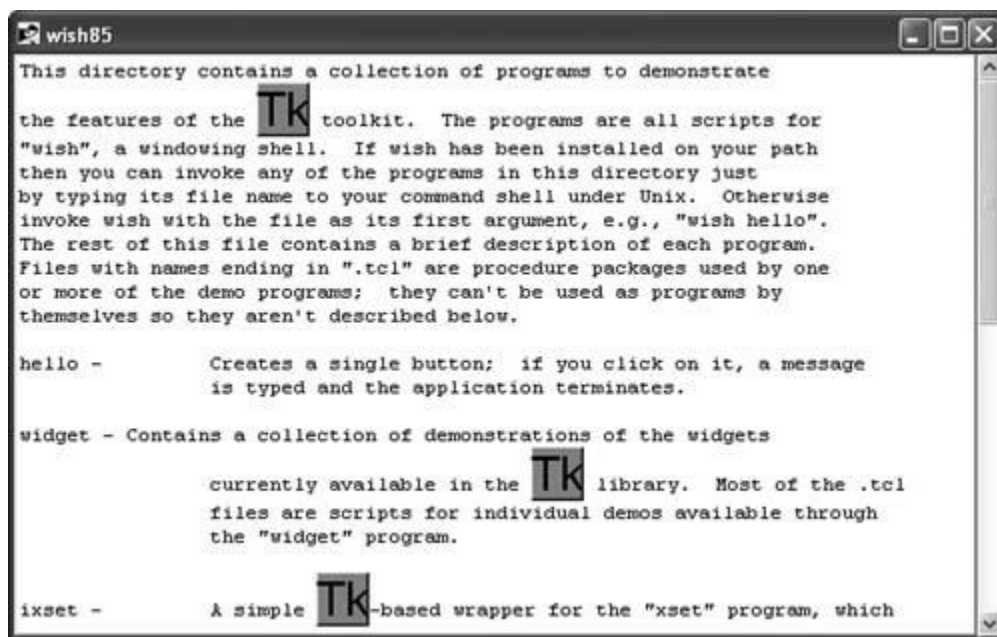 wish85
This directory contains a collection of programs to demonstrate
the features of the Tk toolkit.  The programs are all scripts for
"wish", a windowing shell.  If wish has been installed on your path
then you can invoke any of the programs in this directory just
by typing its file name to your command shell under Unix.  Otherwise
invoke wish with the file as its first argument, e.g., "wish hello".
The rest of this file contains a brief description of each program.
Files with names ending in ".tcl" are procedure packages used by one
or more of the demo programs;  they can't be used as programs by
themselves so they aren't described below.
hello -         Creates a single button;  if you click on it, a message
is typed and the application terminates.
widget - Contains a collection of demonstrations of the widgets
currently available in the Tk library.  Most of the .tcl
files are scripts for individual demos available through
the "widget" program.
ixset -         A simple Tk-based wrapper for the "xset" program, which